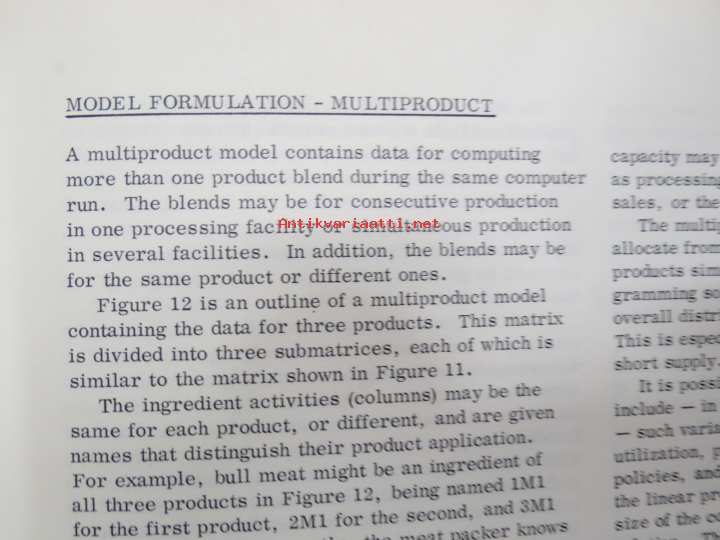 MODEL FORMULATION - MULTIPRODUCT
A multiproduct model contains data for computing
more than one product blend during the same computer
run. The blends may be for consecutive production
in one processing facility or simultaneous production
in several facilities. In addition, the blends may be
for the same product or different ones.
Figure 12 is an outline of a multiproduct model
containing the data for three products. This matrix
is divided into three submatrices, each of which is
similar to the matrix shown in Figure 11.
The ingredient activities (columns) may be the
same for each product, or different, and are given
names that distinguish their product application.
For example, bull meat might be an ingredient of
all three products in Figure 12, being named 1M1
for the first product, 2M1 for the second, and 3M1
the meat packer knows
Antikvariaatti.net
capacity may
as processing
sales, or the
The multip
allocate from
products sim
gramming so
overall distri
This is espec
short supply.
It is possi
include — in
— such varia
utilization, p
policies, and
the linear pro
size of the co